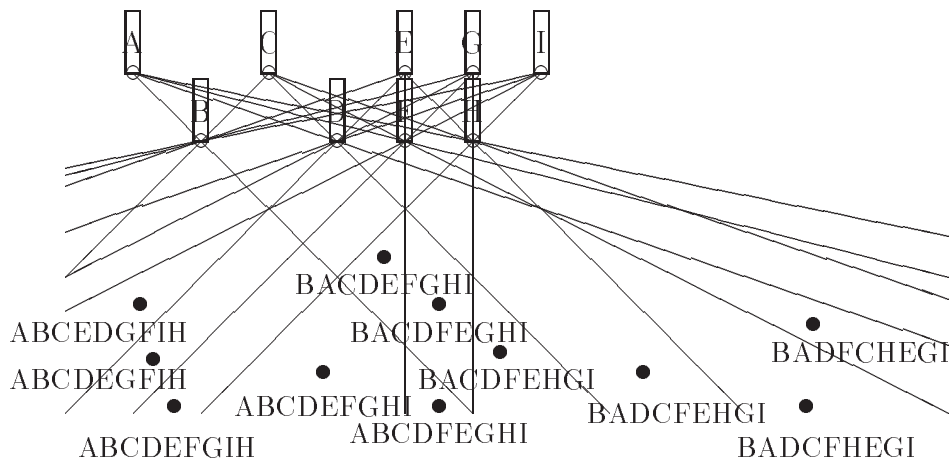 A C E G I
B D F H
BACDEFGHI
ABCEDGFIH
BACDFEGHI
BADFCHEGI
ABCDEGFIH
BACDFEHGI
ABCDEFGHI
BADCFEHGI
ABCDFEGHI
ABCDEFGIH
BADCFHEGI